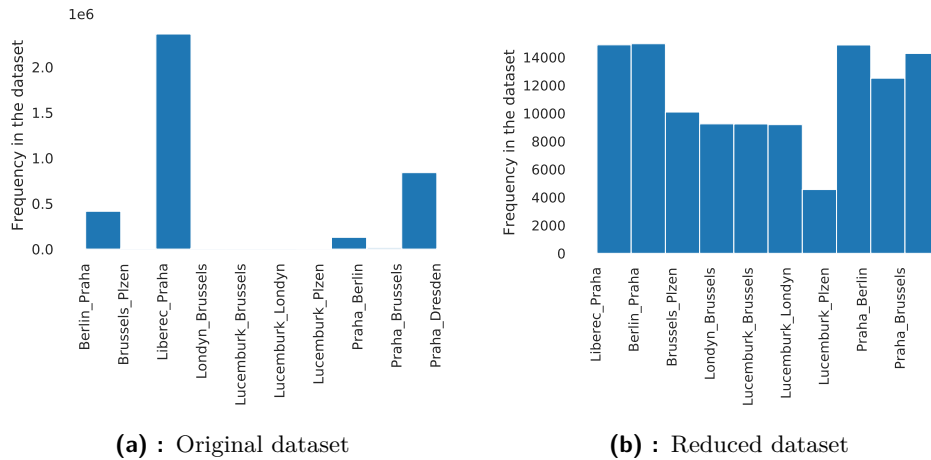 1e6
Frequency in the dataset
2.0
1.5
1.0
0.5
0.0
Berlin_Praha
Brussels_Plzen
Liberec_Praha
Londyn_Brussels
Lucemburk_Brussels
Lucemburk_Londyn
Lucemburk_Plzen
Praha_Berlin
Praha_Brussels
Praha_Dresden
(a) : Original dataset
Frequency in the dataset
14000
12000
10000
8000
6000
4000
2000
0
Liberec_Praha
Berlin_Praha
Brussels_Plzen
Londyn_Brussels
Lucemburk_Brussels
Lucemburk_Londyn
Lucemburk_Plzen
Praha_Berlin
Praha_Brussels
(b) : Reduced dataset